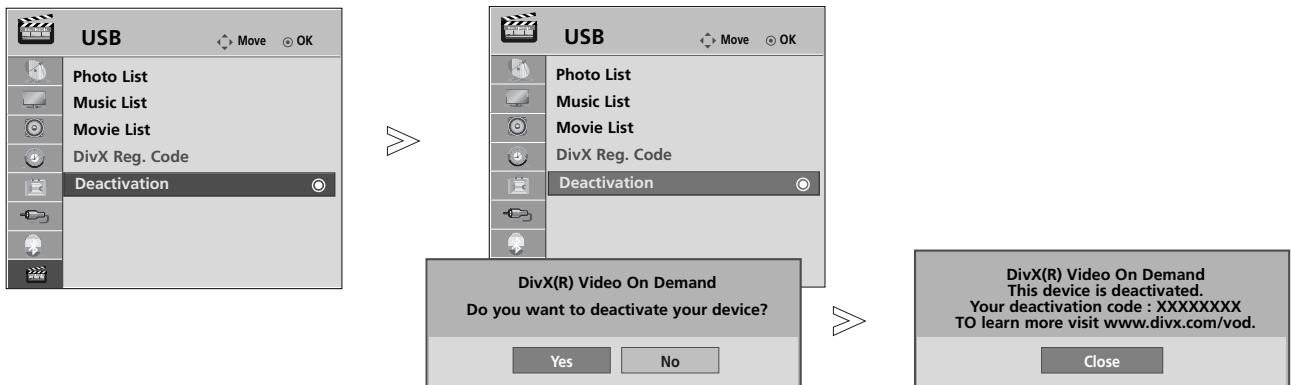 USB
Move
OK
Photo List
Music List
Movie List
DivX Reg. Code
Deactivation
USB
Move
OK
Photo List
Music List
Movie List
DivX Reg. Code
Deactivation
DivX(R) Video On Demand
Do you want to deactivate your device?
Yes
No
DivX(R) Video On Demand
This device is deactivated.
Your deactivation code : XXXXXXXX
TO learn more visit www.divx.com/vod.
Close